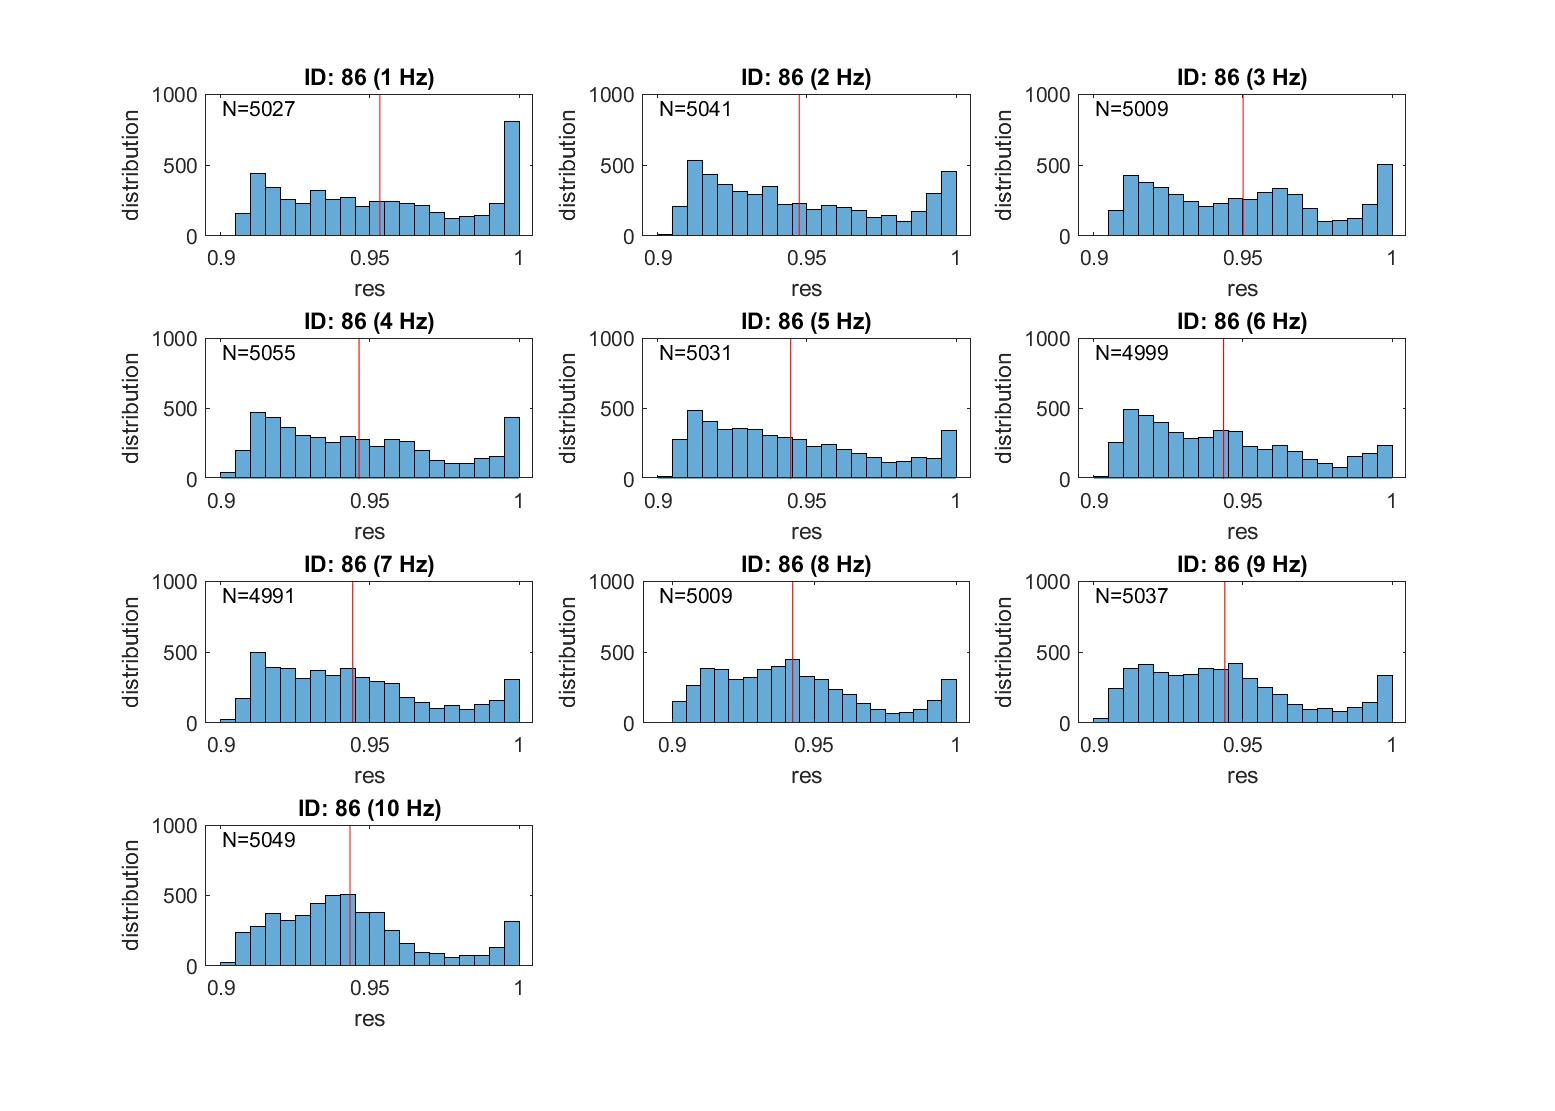 ID: 86 (1 Hz)
N=5027
1000
500
0
distribution
0.9
0.95
1
res
ID: 86 (2 Hz)
N=5041
1000
500
0
distribution
0.9
0.95
1
res
ID: 86 (3 Hz)
N=5009
1000
500
0
distribution
0.9
0.95
1
res
ID: 86 (4 Hz)
N=5055
1000
500
0
distribution
0.9
0.95
1
res
ID: 86 (5 Hz)
N=5031
1000
500
0
distribution
0.9
0.95
1
res
ID: 86 (6 Hz)
N=4999
1000
500
0
distribution
0.9
0.95
1
res
ID: 86 (7 Hz)
N=4991
1000
500
0
distribution
0.9
0.95
1
res
ID: 86 (8 Hz)
N=5009
1000
500
0
distribution
0.9
0.95
1
res
ID: 86 (9 Hz)
N=5037
1000
500
0
distribution
0.9
0.95
1
res
ID: 86 (10 Hz)
N=5049
1000
500
0
distribution
0.9
0.95
1
res